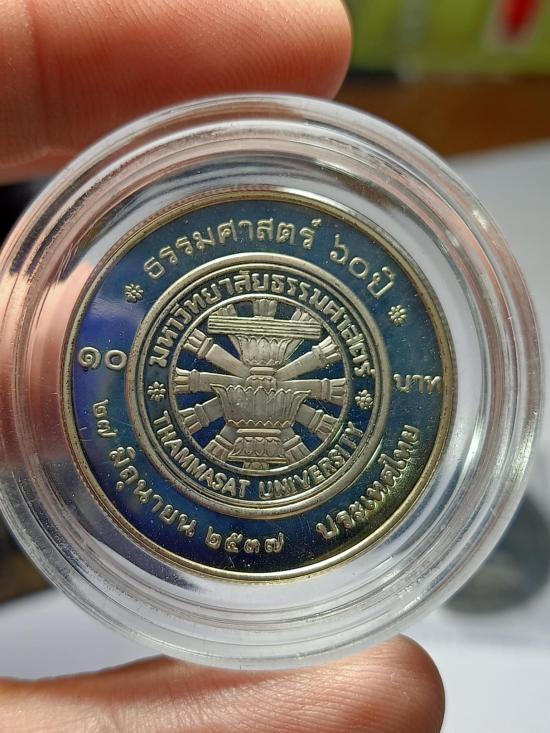 ธรรมศาสตร์ ๖๐ปี
มหาวิทยาลัยธรรมศาสตร์
THAMMASAT UNIVERSITY
๑๐ บาท
๒๗ มิถุนายน ๒๕๓๗ ประเทศไทย